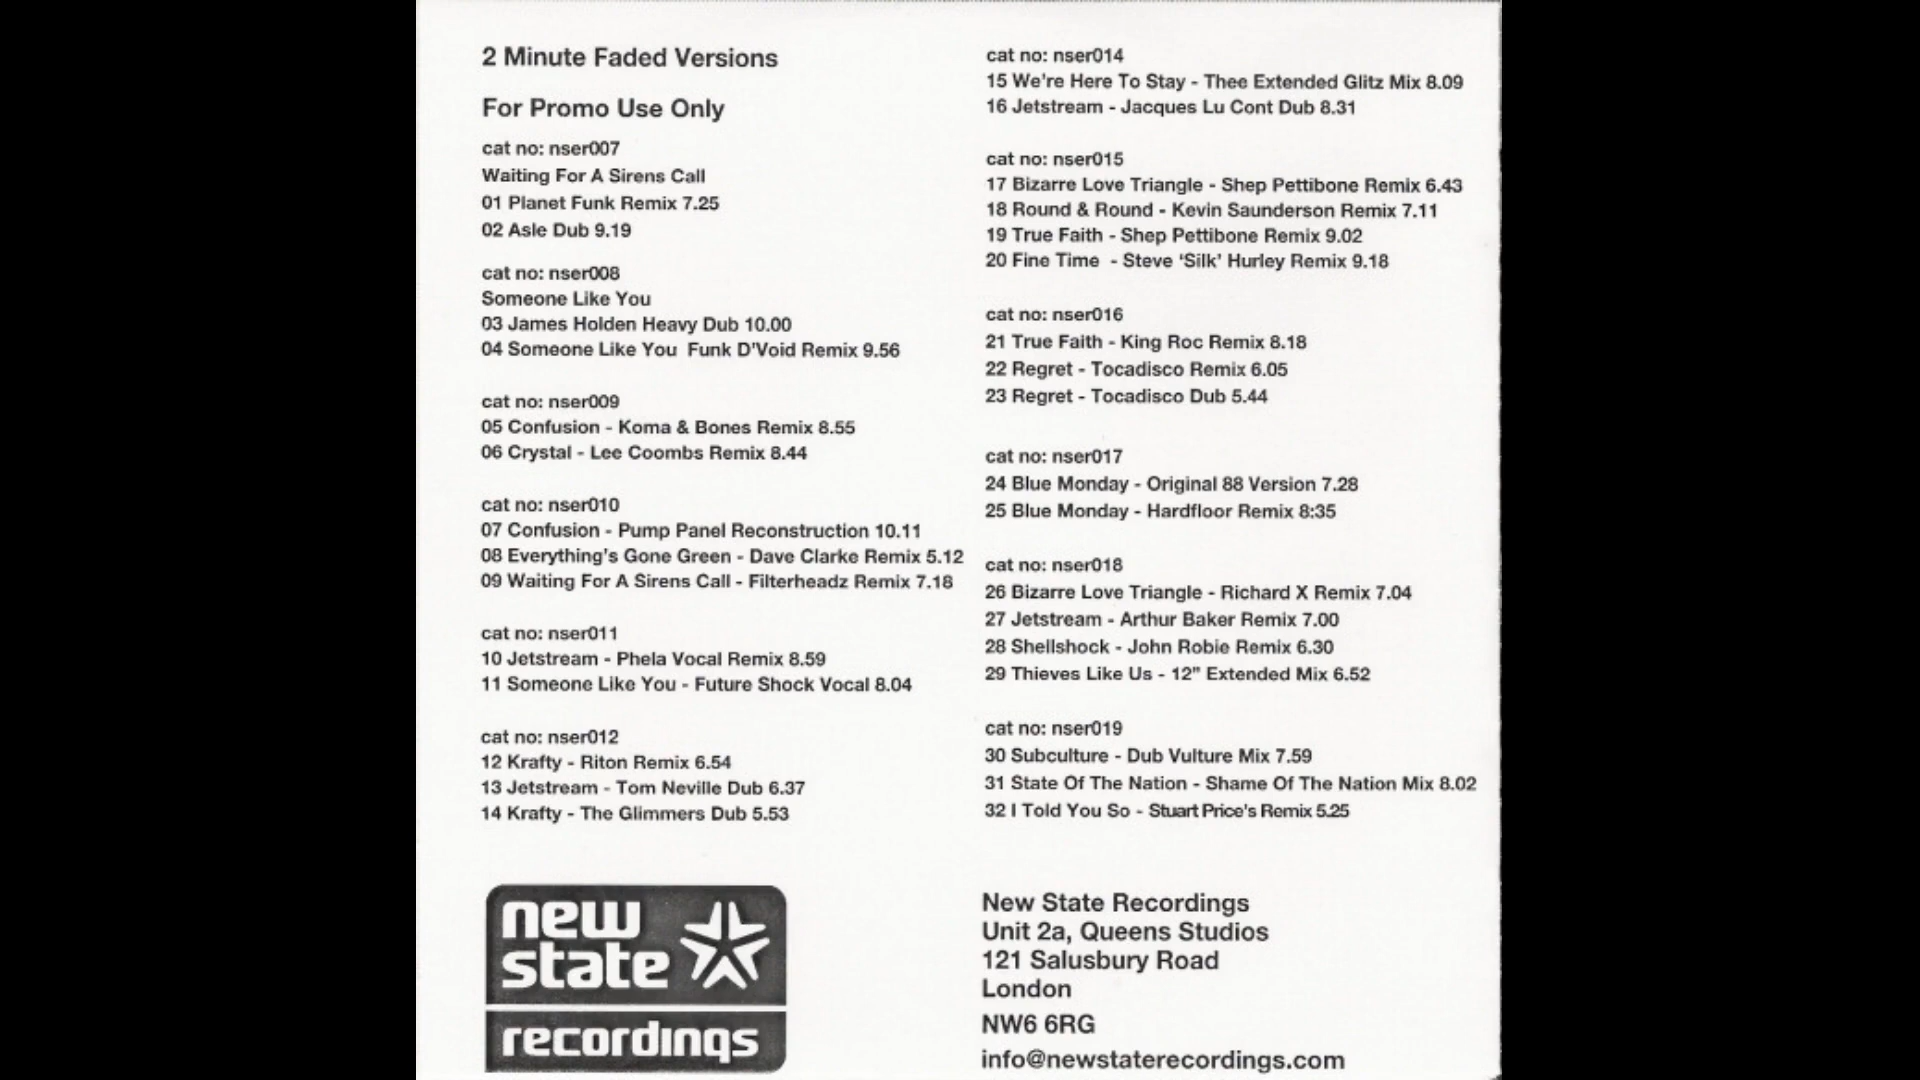 2 Minute Faded Versions
For Promo Use Only
cat no: nser007
Waiting For A Sirens Call
01 Planet Funk Remix 7.25
02 Asle Dub 9.19
cat no: nser008
Someone Like You
03 James Holden Heavy Dub 10.00
04 Someone Like You  Funk D'Void Remix 9.56
cat no: nser009
05 Confusion - Koma & Bones Remix 8.55
06 Crystal - Lee Coombs Remix 8.44
cat no: nser010
07 Confusion - Pump Panel Reconstruction 10.11
08 Everything's Gone Green - Dave Clarke Remix 5.12
09 Waiting For A Sirens Call - Filterheadz Remix 7.18
cat no: nser011
10 Jetstream - Phela Vocal Remix 8.59
11 Someone Like You - Future Shock Vocal 8.04
cat no: nser012
12 Krafty - Riton Remix 6.54
13 Jetstream - Tom Neville Dub 6.37
14 Krafty - The Glimmers Dub 5.53
cat no: nser014
15 We're Here To Stay - Thee Extended Glitz Mix 8.09
16 Jetstream - Jacques Lu Cont Dub 8.31
cat no: nser015
17 Bizarre Love Triangle - Shep Pettibone Remix 6.43
18 Round & Round - Kevin Saunderson Remix 7.11
19 True Faith - Shep Pettibone Remix 9.02
20 Fine Time  - Steve ‘Silk’ Hurley Remix 9.18
cat no: nser016
21 True Faith - King Roc Remix 8.18
22 Regret - Tocadisco Remix 6.05
23 Regret - Tocadisco Dub 5.44
cat no: nser017
24 Blue Monday - Original 88 Version 7.28
25 Blue Monday - Hardfloor Remix 8:35
cat no: nser018
26 Bizarre Love Triangle - Richard X Remix 7.04
27 Jetstream - Arthur Baker Remix 7.00
28 Shellshock - John Robie Remix 6.30
29 Thieves Like Us - 12” Extended Mix 6.52
cat no: nser019
30 Subculture - Dub Vulture Mix 7.59
31 State Of The Nation - Shame Of The Nation Mix 8.02
32 I Told You So - Stuart Price's Remix 5.25
new
state
recordings
New State Recordings
Unit 2a, Queens Studios
121 Salusbury Road
London
NW6 6RG
info@newstaterecordings.com